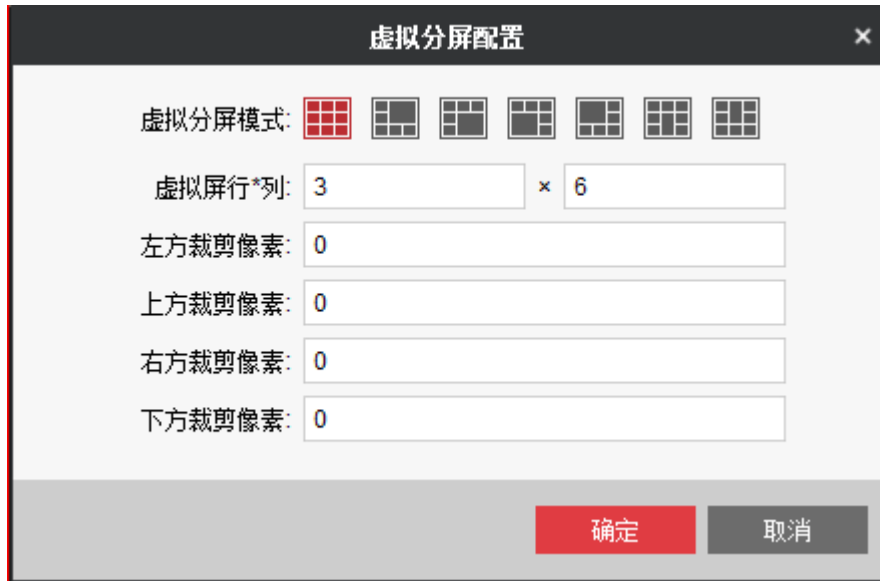 虚拟分屏配置 ×
虚拟分屏模式:
虚拟屏行*列: 3 × 6
左方裁剪像素: 0
上方裁剪像素: 0
右方裁剪像素: 0
下方裁剪像素: 0
确定 取消